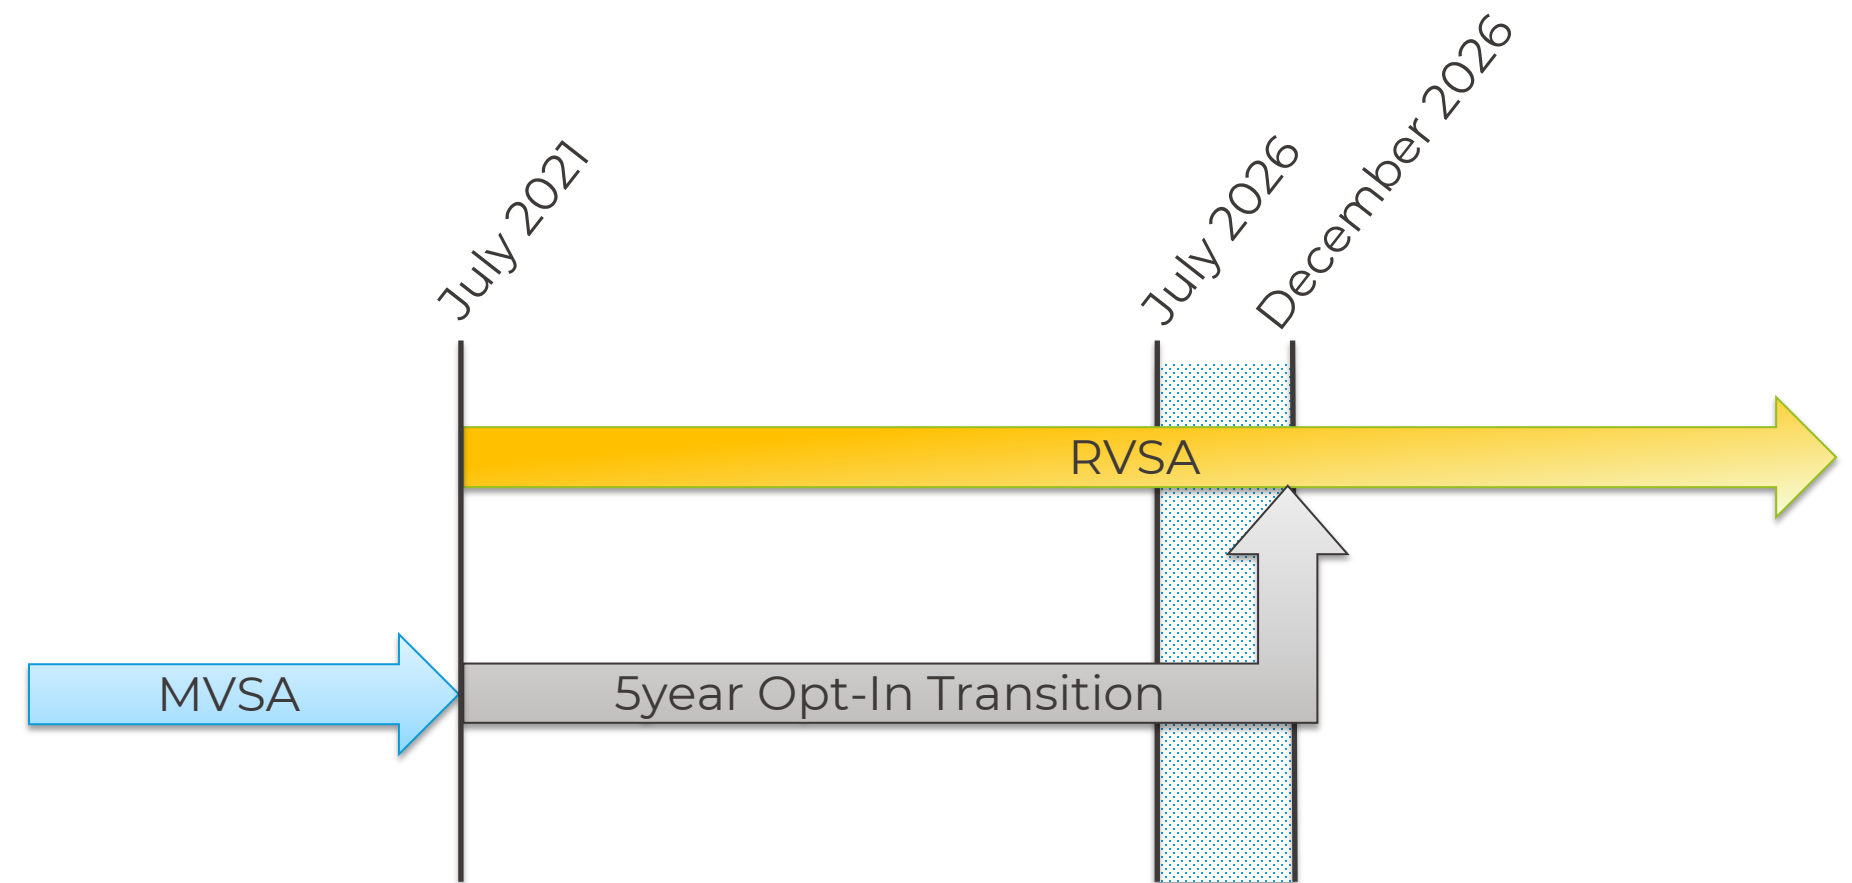 July 2021
July 2026
December 2026
RVSA
MVSA
5year Opt-In Transition